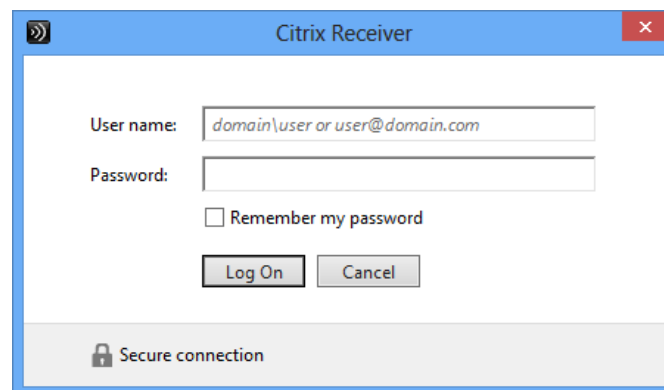 Citrix Receiver
User name: domain\user or user@domain.com
Password:
Remember my password
Log On Cancel
Secure connection